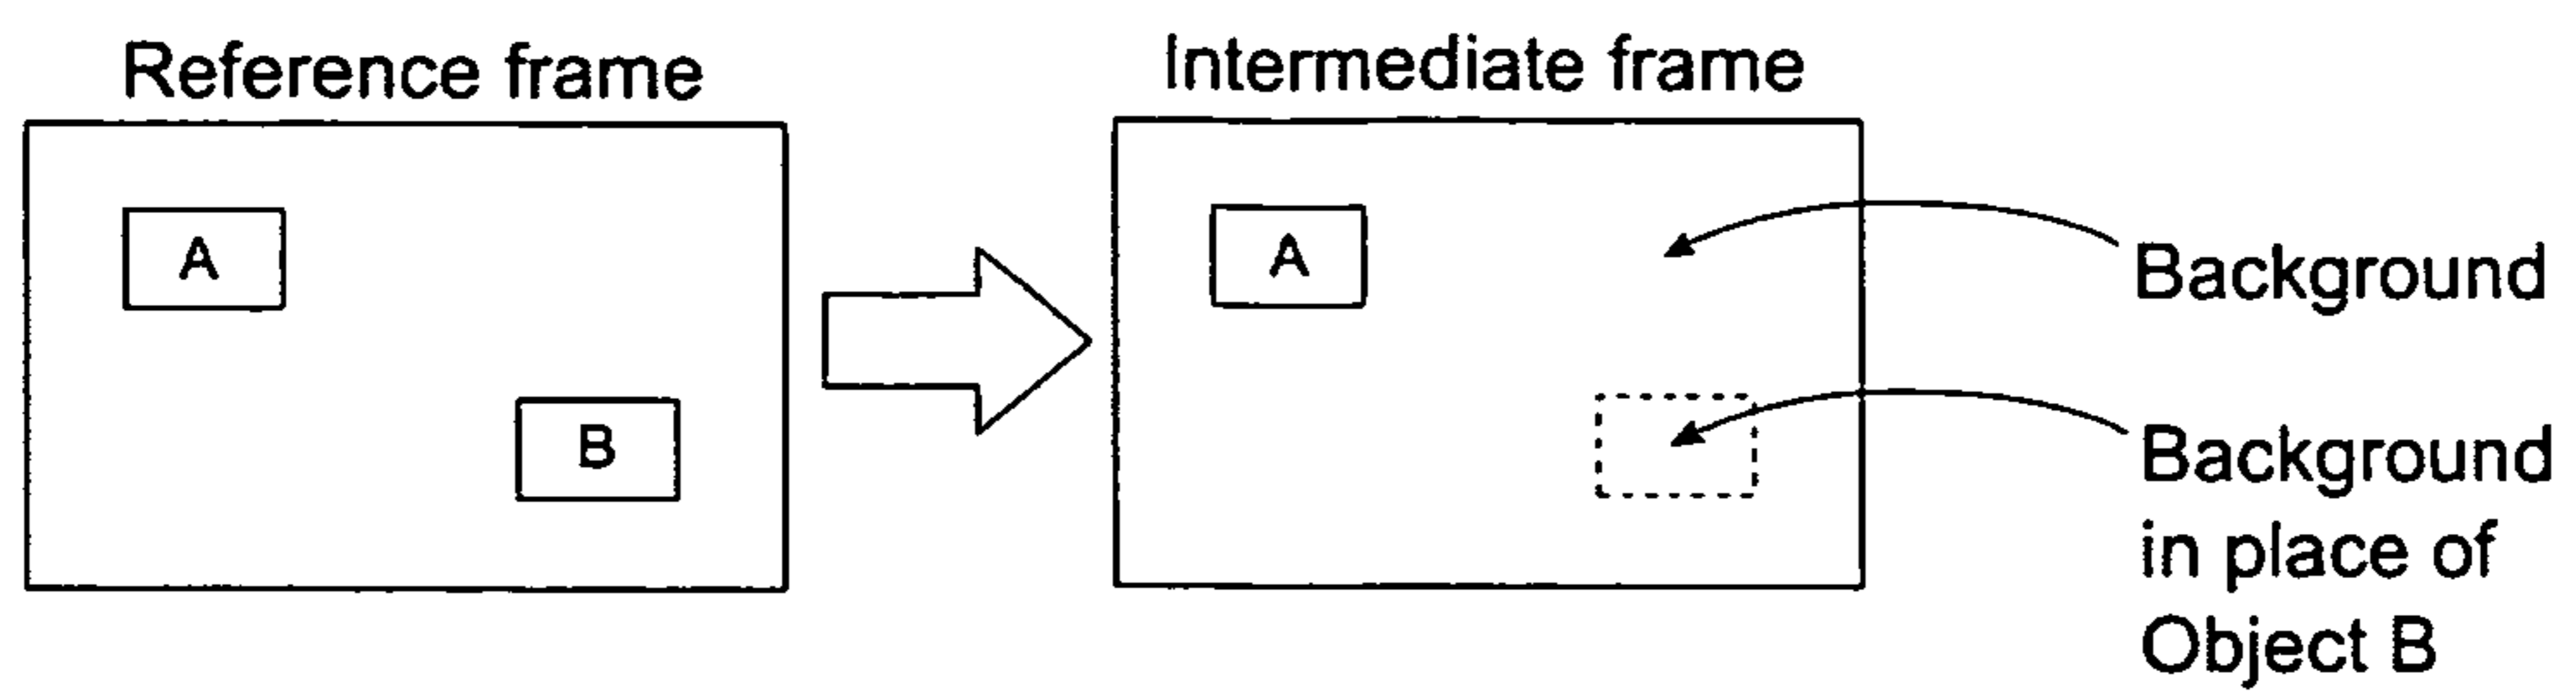 Reference frame
A
B
Intermediate frame
A
Background
Background
in place of
Object B